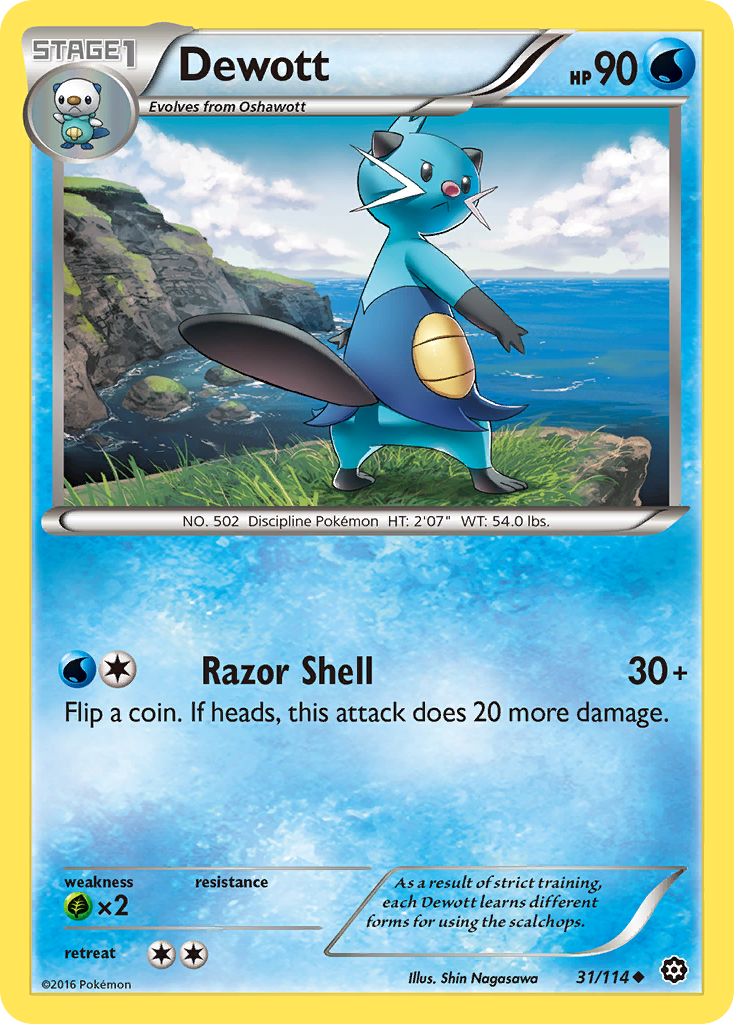 STAGE1
Dewott
HP 90
Evolves from Oshawott
NO. 502 Discipline Pokémon HT: 2'07" WT: 54.0 lbs.
Razor Shell 30+
Flip a coin. If heads, this attack does 20 more damage.
weakness resistance
×2
As a result of strict training,
each Dewott learns different
forms for using the scalchops.
retreat
©2016 Pokémon
Illus. Shin Nagasawa
31/114